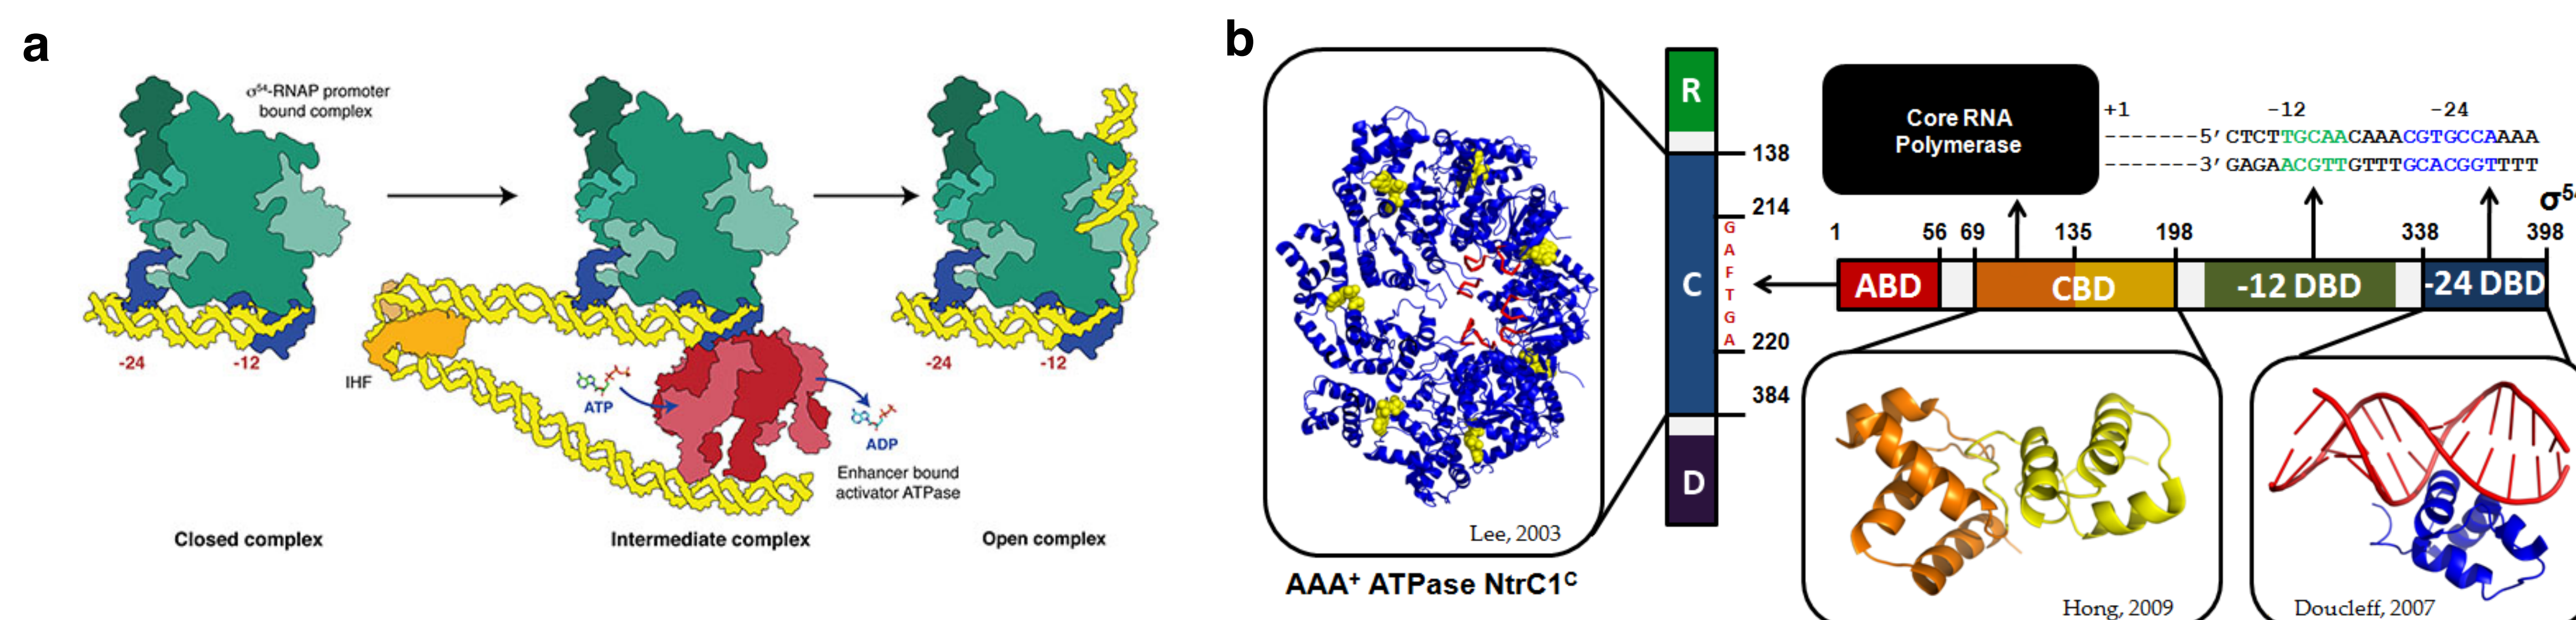 a
σ⁵⁴-RNAP promoter
bound complex
-24
-12
IHF
ATP
ADP
Enhancer bound
activator ATPase
-24
-12
Closed complex
Intermediate complex
Open complex
b
Lee, 2003
AAA⁺ ATPase NtrC1ᶜ
R
138
214
G
A
F
T
G
A
C
220
384
D
Core RNA
Polymerase
+1 -12 -24
-------5'CTCTTGCAACAAACGTGCCAAAAA
-------3'GAGAACGTTGTTTGCACGGTTTT
σ⁵⁴
1 56 69 135 198 338 398
ABD CBD -12 DBD -24 DBD
Hong, 2009
Doucleff, 2007